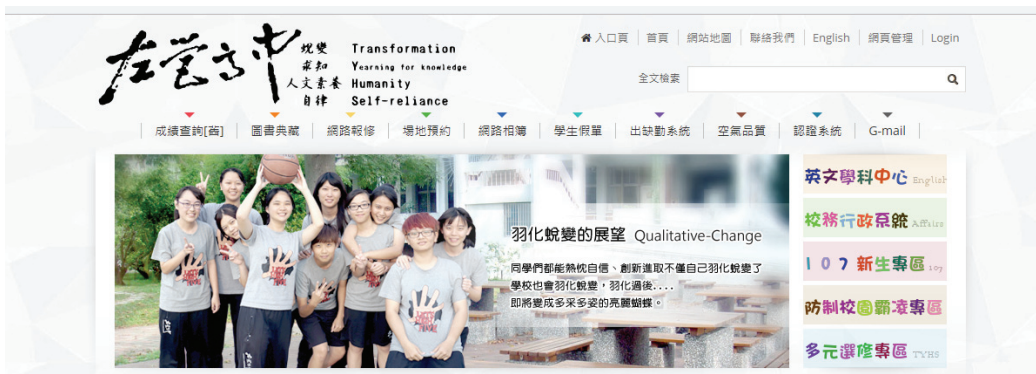 左營高中
蛻變 Transformation
求知 Yearning for knowledge
人文素養 Humanity
自律 Self-reliance
入口頁 首頁 網站地圖 聯絡我們 English 網頁管理 Login
全文檢索
成績查詢[舊] 圖書典藏 網路報修 場地預約 網路相簿 學生假單 出缺勤系統 空氣品質 認證系統 G-mail
羽化蛻變的展望 Qualitative-Change
同學們都能熱忱自信、創新進取不僅自己羽化蛻變了
學校也會羽化蛻變，羽化過後....
即將變成多采多姿的亮麗蝴蝶。
英文學科中心 English
校務行政系統 Affairs
107 新生專區 107
防制校園霸凌專區
多元選修專區 TYHS